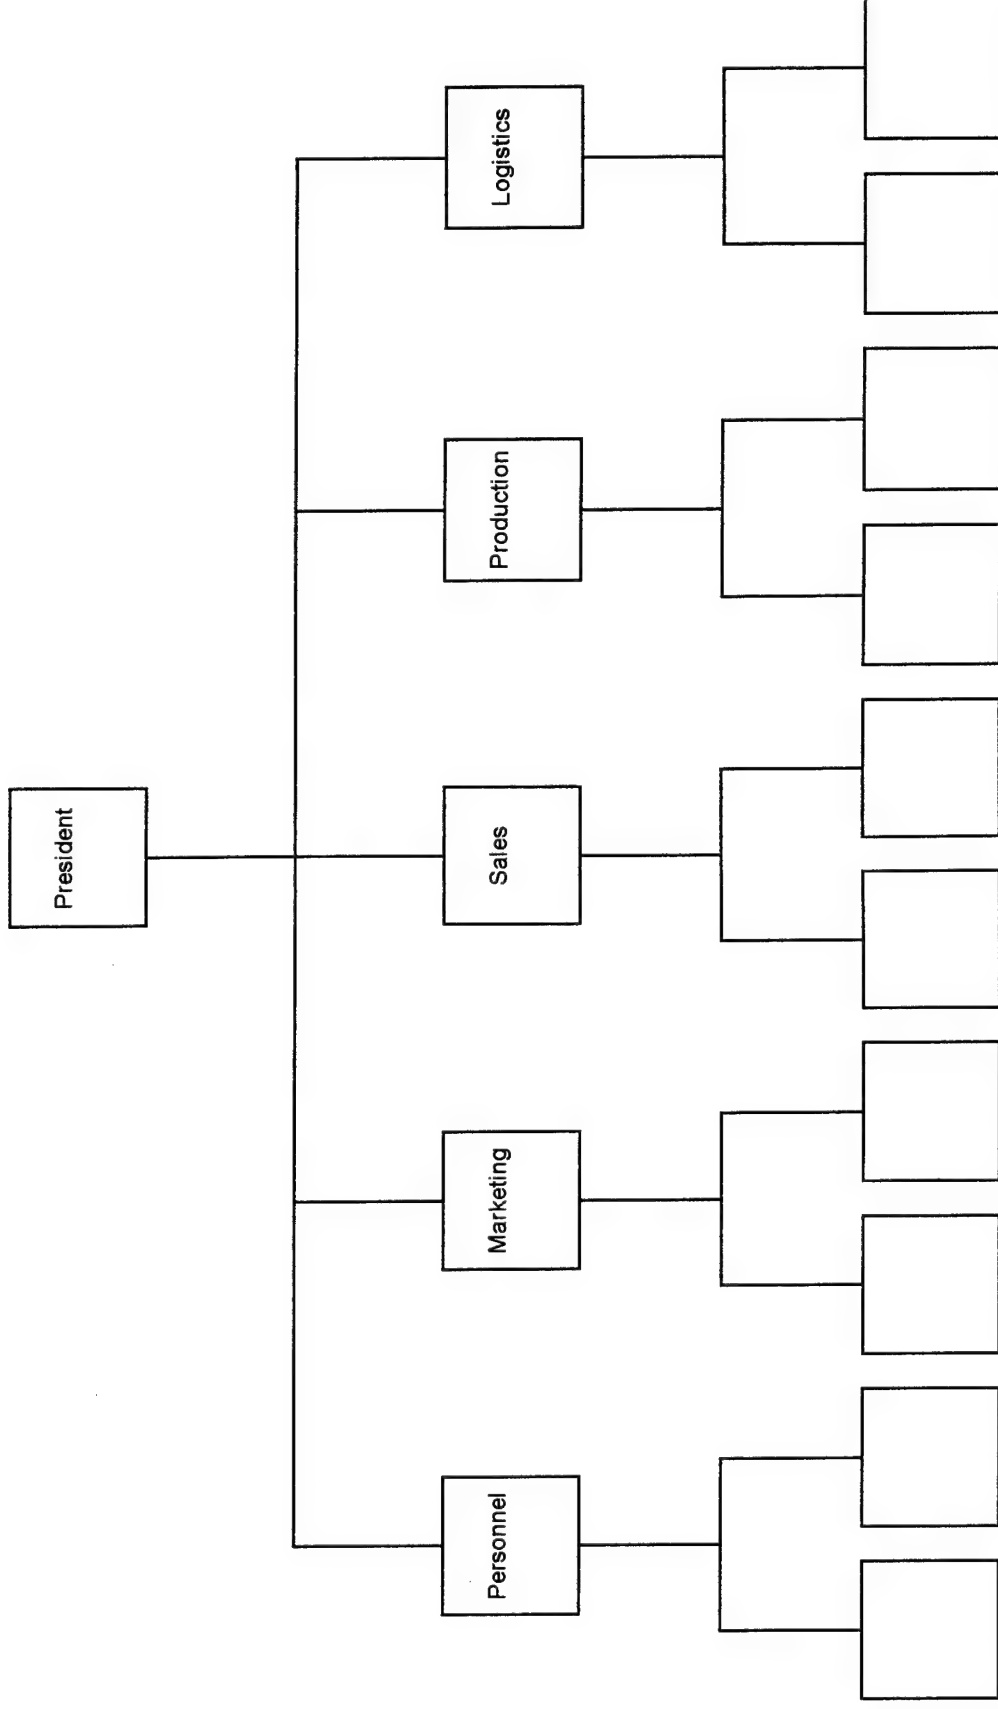 President
Personnel
Marketing
Sales
Production
Logistics